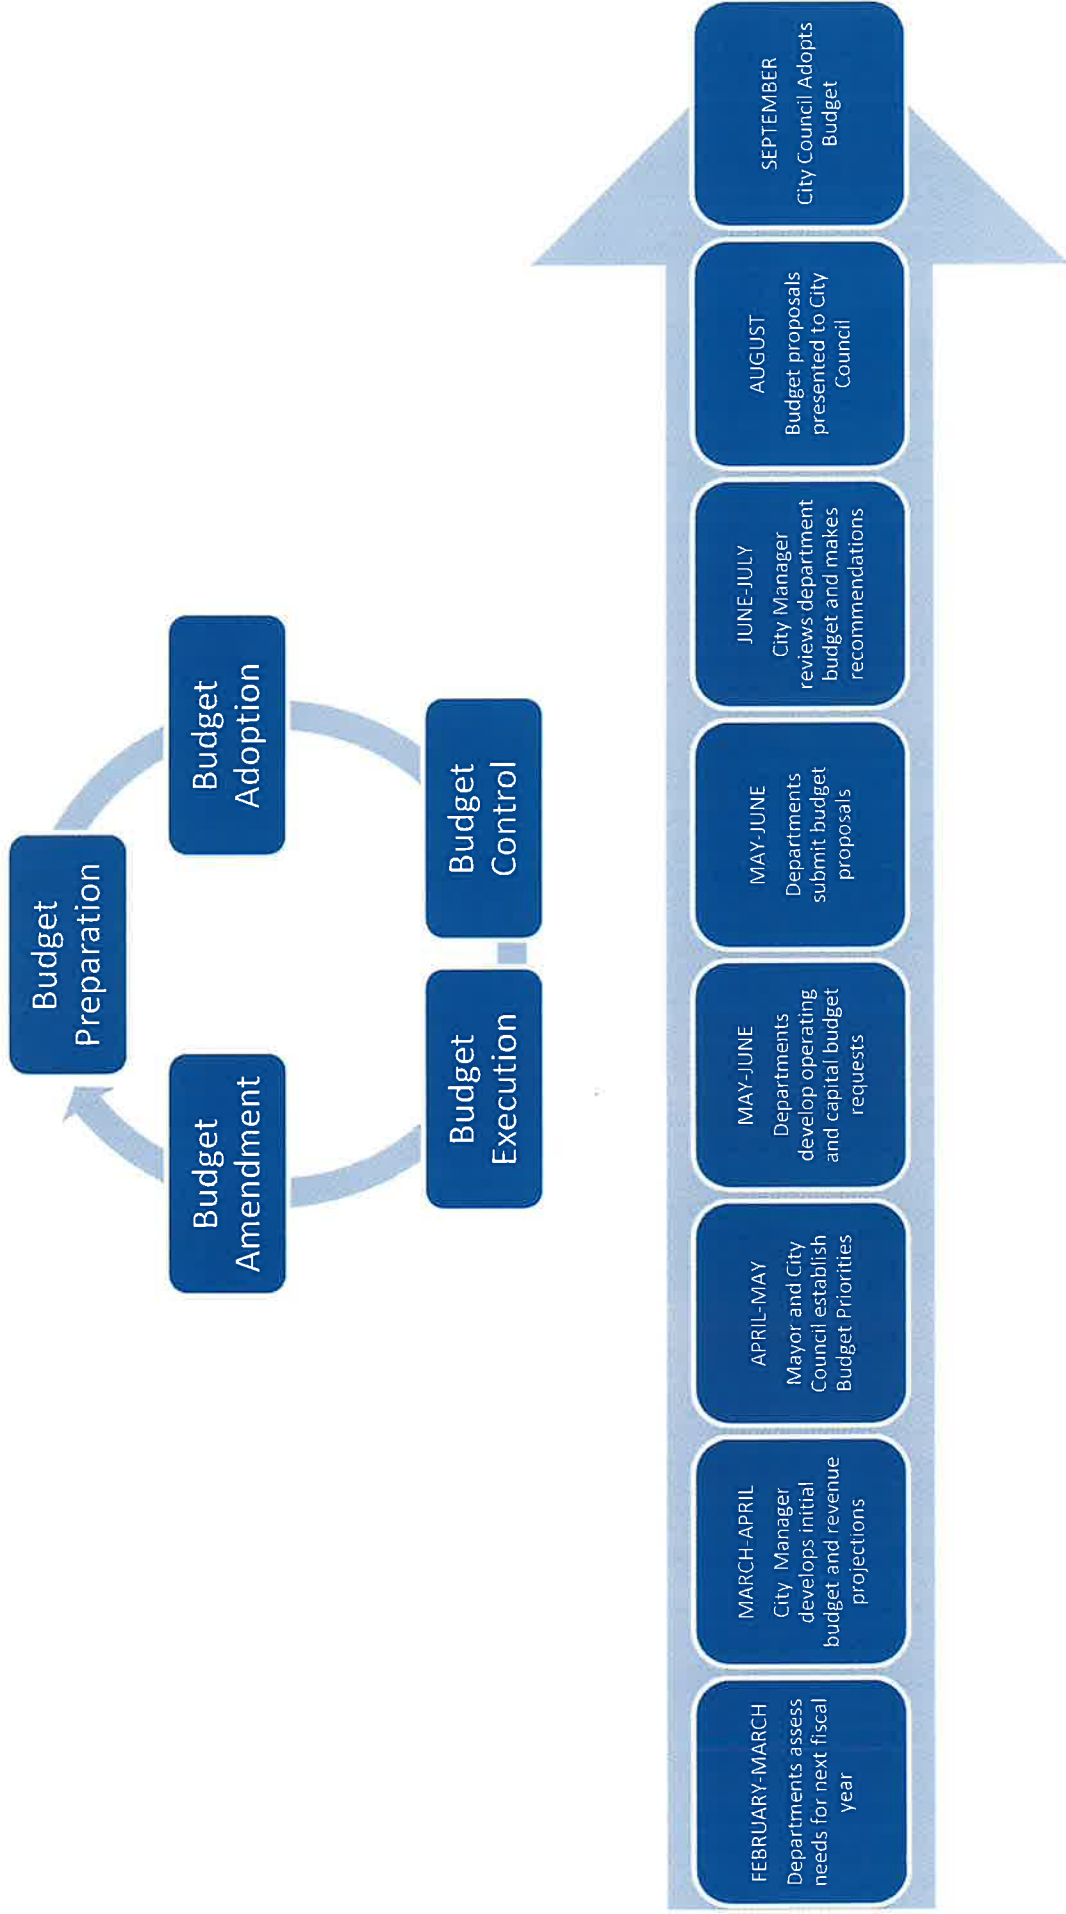 Budget
Preparation
Budget
Adoption
Budget
Control
Budget
Execution
Budget
Amendment
FEBRUARY-MARCH
Departments assess
needs for next fiscal
year
MARCH-APRIL
City Manager
develops initial
budget and revenue
projections
APRIL-MAY
Mayor and City
Council establish
Budget Priorities
MAY-JUNE
Departments
develop operating
and capital budget
requests
MAY-JUNE
Departments
submit budget
proposals
JUNE-JULY
City Manager
reviews department
budget and makes
recommendations
AUGUST
Budget proposals
presented to City
Council
SEPTEMBER
City Council Adopts
Budget